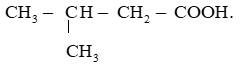 CH₃ – CH – CH₂ – COOH.
|
CH₃